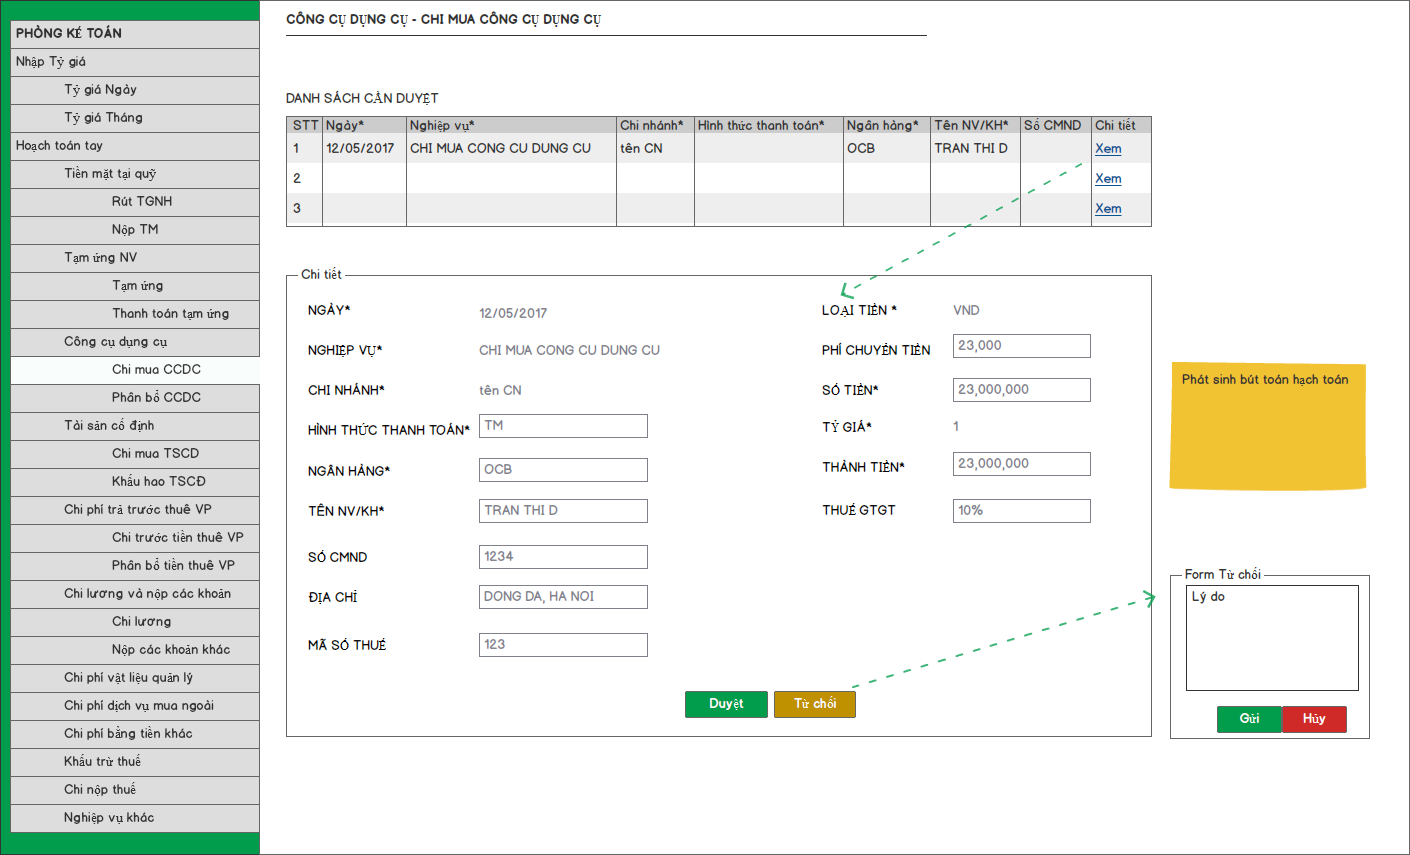 PHÒNG KẾ TOÁN
Nhập Tỷ giá
Tỷ giá Ngày
Tỷ giá Tháng
Hoạch toán tay
Tiền mặt tại quỹ
Rút TGNH
Nộp TM
Tạm ứng NV
Tạm ứng
Thanh toán tạm ứng
Công cụ dụng cụ
Chi mua CCDC
Phân bổ CCDC
Tài sản cố định
Chi mua TSCD
Khấu hao TSCĐ
Chi phí trả trước thuê VP
Chi trước tiền thuê VP
Phân bổ tiền thuê VP
Chi lương và nộp các khoản
Chi lương
Nộp các khoản khác
Chi phí vật liệu quản lý
Chi phí dịch vụ mua ngoài
Chi phí bằng tiền khác
Khấu trừ thuế
Chi nộp thuế
Nghiệp vụ khác
CÔNG CỤ DỤNG CỤ - CHI MUA CÔNG CỤ DỤNG CỤ
DANH SÁCH CẦN DUYỆT
STT Ngày* Nghiệp vụ* Chi nhánh* Hình thức thanh toán* Ngân hàng* Tên NV/KH* Số CMND Chi tiết
1 12/05/2017 CHI MUA CONG CU DUNG CU tên CN OCB TRAN THI D Xem
2 Xem
3 Xem
Chi tiết
NGÀY* 12/05/2017
NGHIỆP VỤ* CHI MUA CONG CU DUNG CU
CHI NHÁNH* tên CN
HÌNH THỨC THANH TOÁN* TM
NGÂN HÀNG* OCB
TÊN NV/KH* TRAN THI D
SỐ CMND 1234
ĐỊA CHỈ DONG DA, HA NOI
MÃ SỐ THUẾ 123
LOẠI TIỀN * VND
PHÍ CHUYỂN TIỀN 23,000
SỐ TIỀN* 23,000,000
TỶ GIÁ* 1
THÀNH TIỀN* 23,000,000
THUẾ GTGT 10%
Duyệt Từ chối
Phát sinh bút toán hạch toán
Form Từ chối
Lý do
Gửi Hủy